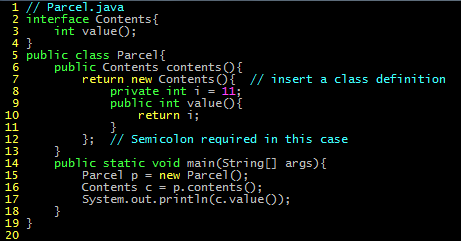 1 // Parcel.java
2 interface Contents{
3     int value();
4 }
5 public class Parcel{
6     public Contents contents(){
7         return new Contents(){  // insert a class definition
8             private int i = 11;
9             public int value(){
10                 return i;
11             }
12         };  // Semicolon required in this case
13     }
14     public static void main(String[] args){
15         Parcel p = new Parcel();
16         Contents c = p.contents();
17         System.out.println(c.value());
18     }
19 }
20